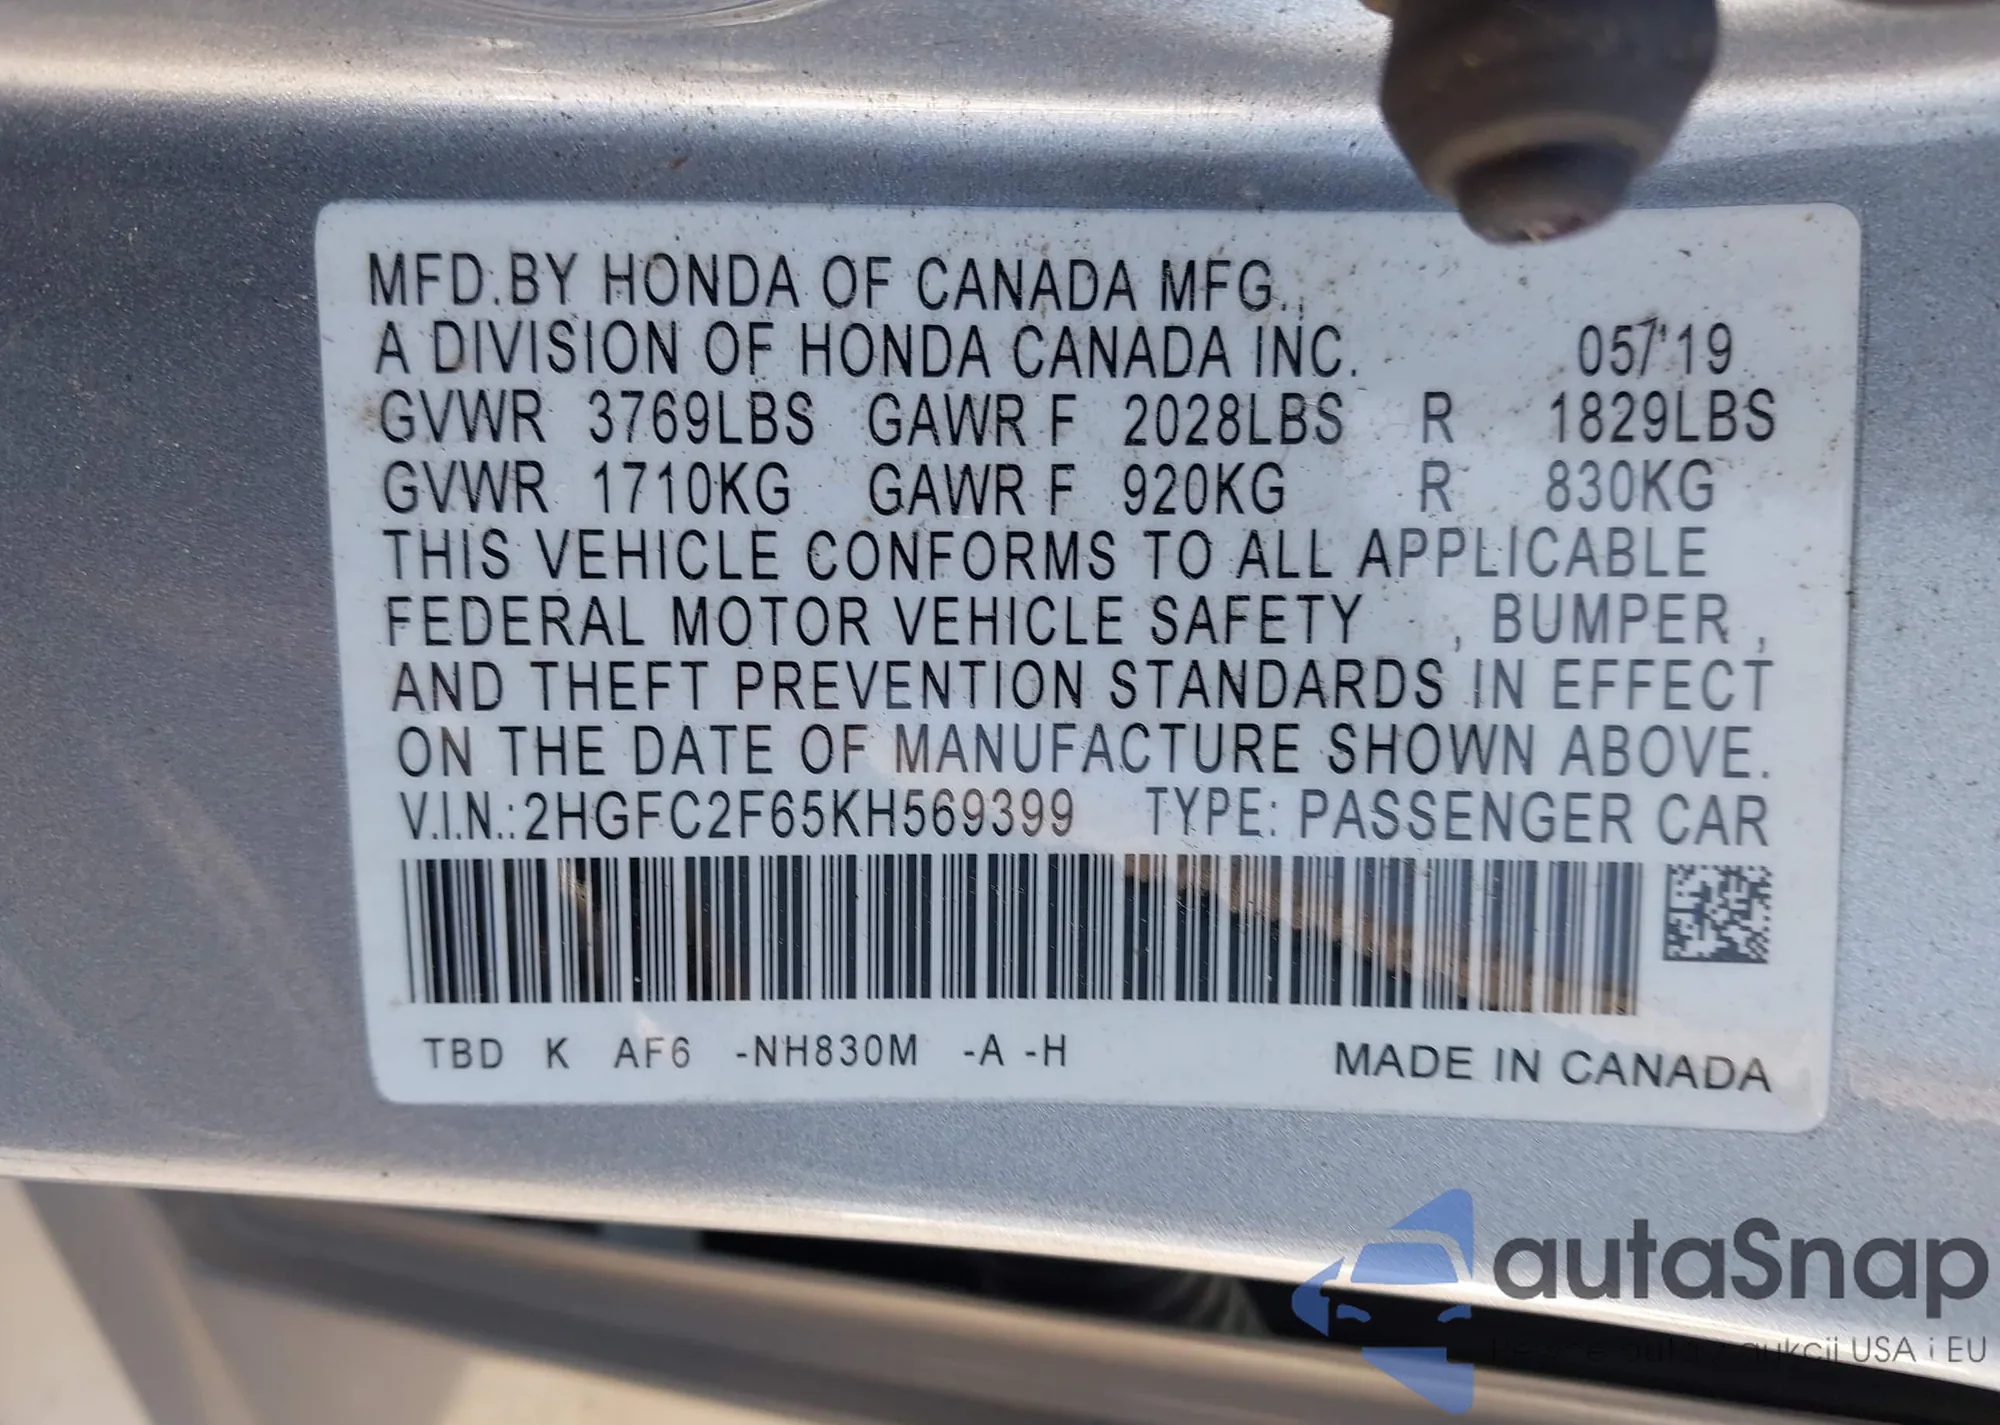 MFD.BY HONDA OF CANADA MFG.,
A DIVISION OF HONDA CANADA INC. 05/'19
GVWR 3769LBS GAWR F 2028LBS R 1829LBS
GVWR 1710KG GAWR F 920KG R 830KG
THIS VEHICLE CONFORMS TO ALL APPLICABLE
FEDERAL MOTOR VEHICLE SAFETY , BUMPER ,
AND THEFT PREVENTION STANDARDS IN EFFECT
ON THE DATE OF MANUFACTURE SHOWN ABOVE.
V.I.N.:2HGFC2F65KH569399 TYPE: PASSENGER CAR
TBD K AF6 -NH830M -A -H MADE IN CANADA
autaSnap
USA i EU